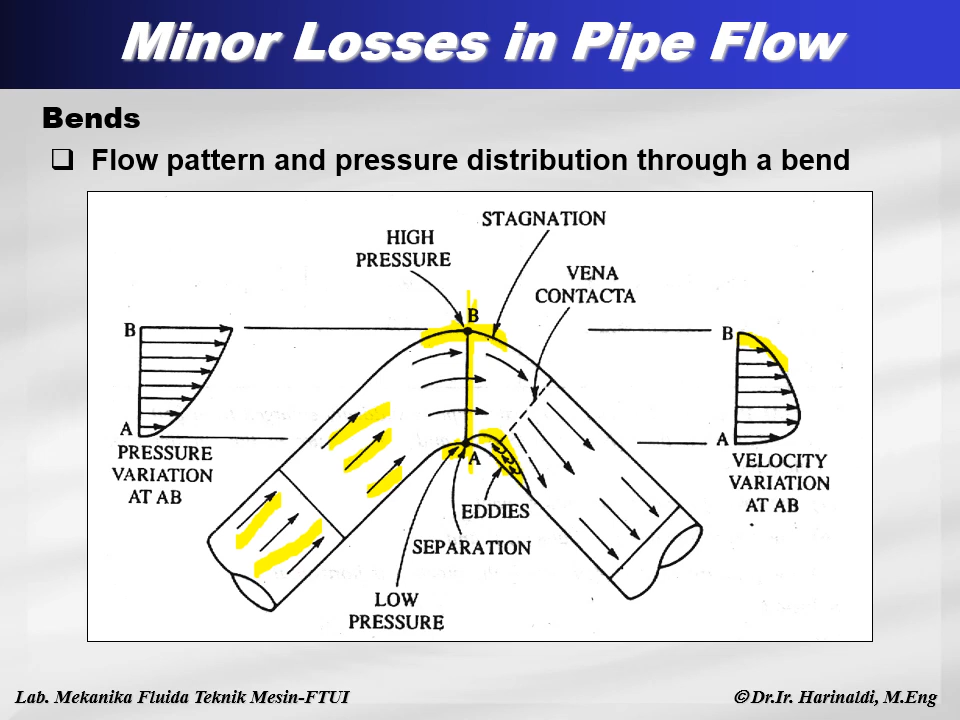 Minor Losses in Pipe Flow
Bends
Flow pattern and pressure distribution through a bend
STAGNATION
HIGH
PRESSURE
VENA
CONTACTA
B
B
B
A
A
A
PRESSURE
VARIATION
AT AB
VELOCITY
VARIATION
AT AB
EDDIES
SEPARATION
LOW
PRESSURE
Lab. Mekanika Fluida Teknik Mesin-FTUI
©Dr.Ir. Harinaldi, M.Eng